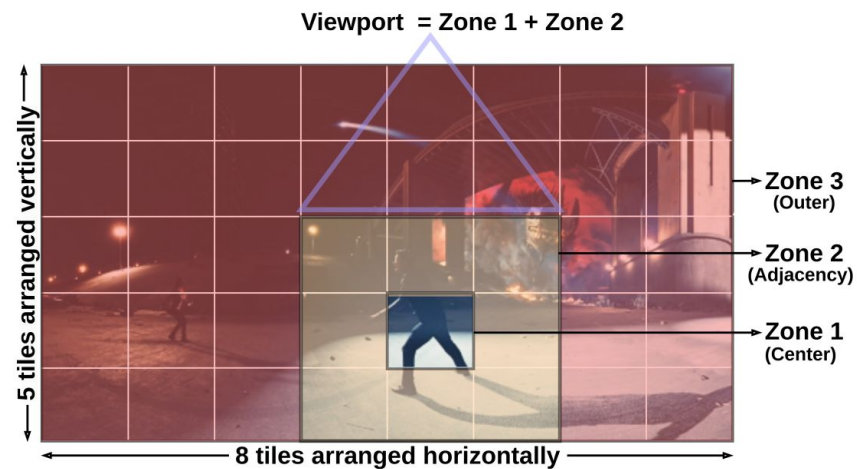 Viewport = Zone 1 + Zone 2
5 tiles arranged vertically
Zone 3
(Outer)
Zone 2
(Adjacency)
Zone 1
(Center)
8 tiles arranged horizontally